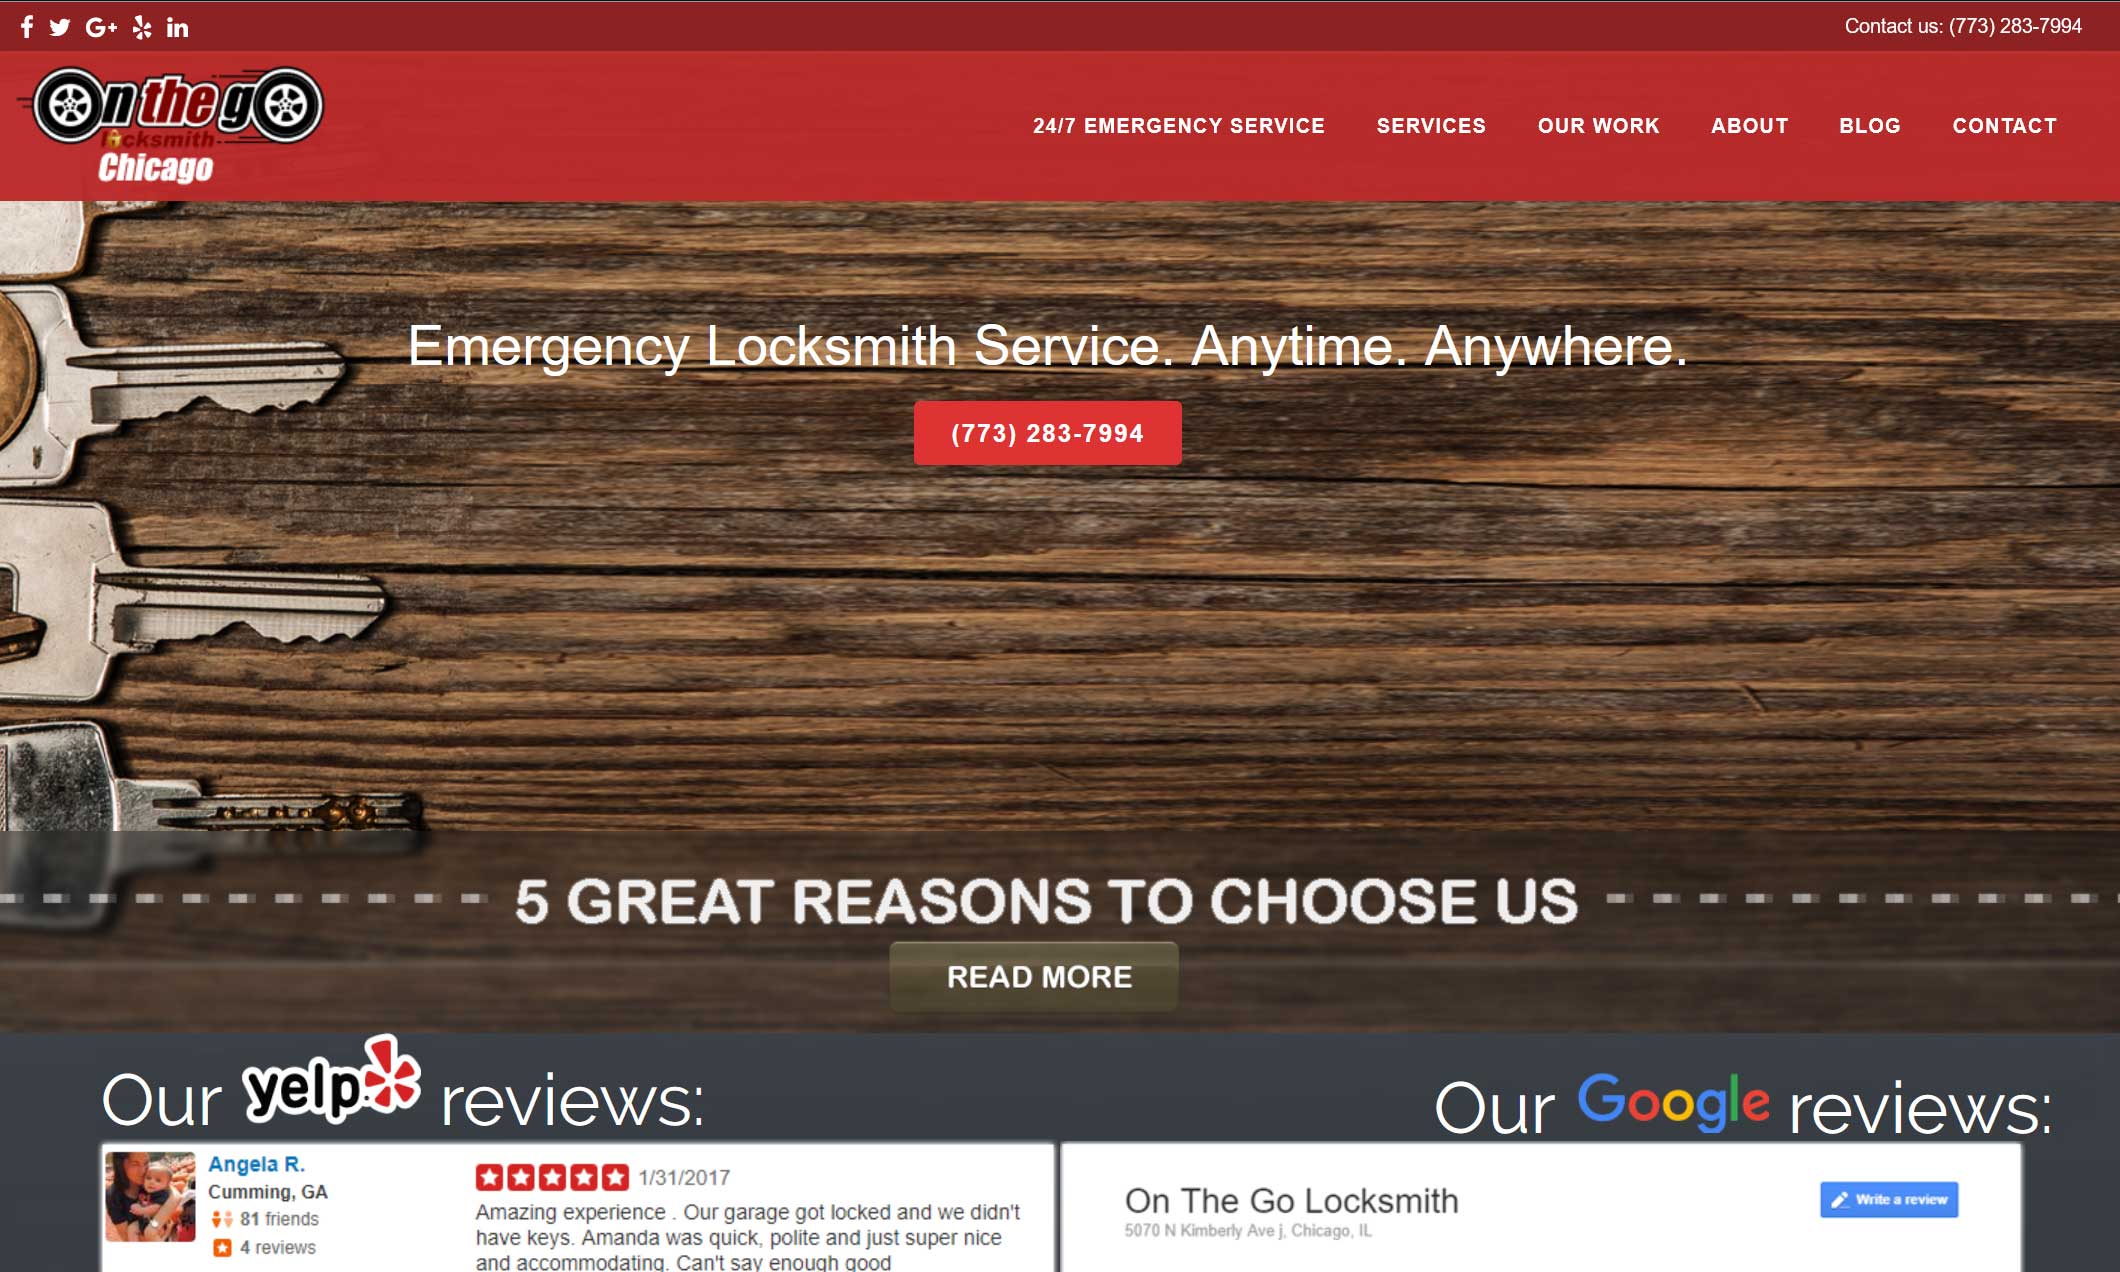 Contact us: (773) 283-7994
On the go
locksmith
Chicago
24/7 EMERGENCY SERVICE SERVICES OUR WORK ABOUT BLOG CONTACT
Emergency Locksmith Service. Anytime. Anywhere.
(773) 283-7994
5 GREAT REASONS TO CHOOSE US
READ MORE
Our yelp reviews:
Angela R.
Cumming, GA
81 friends
4 reviews
1/31/2017
Amazing experience . Our garage got locked and we didn't
have keys. Amanda was quick, polite and just super nice
and accommodating. Can't say enough good
Our Google reviews:
On The Go Locksmith
5070 N Kimberly Ave j, Chicago, IL
Write a review